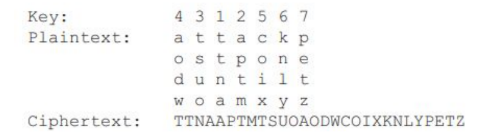 Key: 4 3 1 2 5 6 7
Plaintext: a t t a c k p
o s t p o n e
d u n t i l t
w o a m x y z
Ciphertext: TTNAAPTMTSUOAODWCOIXKNLYPETZ